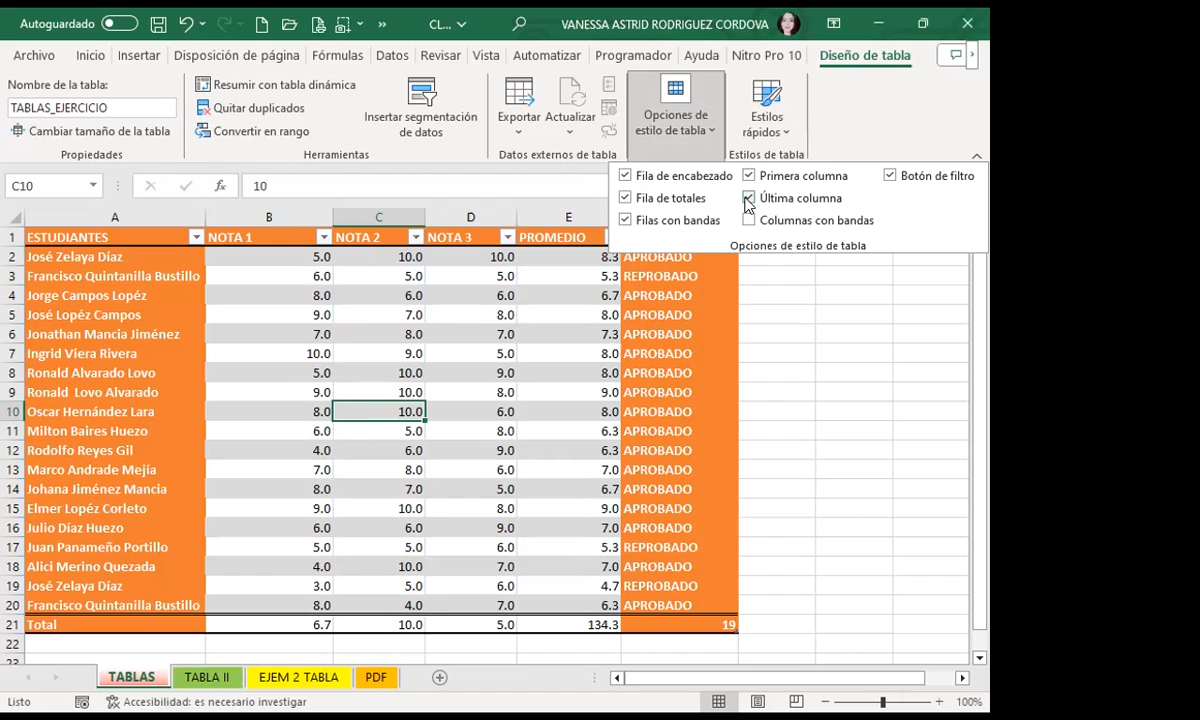 Autoguardado
CL...
VANESSA ASTRID RODRIGUEZ CORDOVA
Archivo Inicio Insertar Disposición de página Fórmulas Datos Revisar Vista Automatizar Programador Ayuda Nitro Pro 10 Diseño de tabla
Nombre de la tabla:
TABLAS_EJERCICIO
Cambiar tamaño de la tabla
Propiedades
Resumir con tabla dinámica
Quitar duplicados
Convertir en rango
Insertar segmentación
de datos
Herramientas
Exportar Actualizar
Datos externos de tabla
Opciones de
estilo de tabla
Estilos
rápidos
Estilos de tabla
Fila de encabezado Primera columna Botón de filtro
Fila de totales Última columna
Filas con bandas Columnas con bandas
Opciones de estilo de tabla
C10 fx 10
A B C D E
1 ESTUDIANTES NOTA 1 NOTA 2 NOTA 3 PROMEDIO
2 José Zelaya Díaz 5.0 10.0 10.0 8.3 APROBADO
3 Francisco Quintanilla Bustillo 6.0 5.0 5.0 5.3 REPROBADO
4 Jorge Campos Lopéz 8.0 6.0 6.0 6.7 APROBADO
5 José Lopéz Campos 9.0 7.0 8.0 8.0 APROBADO
6 Jonathan Mancia Jiménez 7.0 8.0 7.0 7.3 APROBADO
7 Ingrid Viera Rivera 10.0 9.0 5.0 8.0 APROBADO
8 Ronald Alvarado Lovo 5.0 10.0 9.0 8.0 APROBADO
9 Ronald Lovo Alvarado 9.0 10.0 8.0 9.0 APROBADO
10 Oscar Hernández Lara 8.0 10.0 6.0 8.0 APROBADO
11 Milton Baires Huezo 6.0 5.0 8.0 6.3 APROBADO
12 Rodolfo Reyes Gil 4.0 6.0 9.0 6.3 APROBADO
13 Marco Andrade Mejía 7.0 8.0 6.0 7.0 APROBADO
14 Johana Jiménez Mancia 8.0 7.0 5.0 6.7 APROBADO
15 Elmer Lopéz Corleto 9.0 10.0 8.0 9.0 APROBADO
16 Julio Díaz Huezo 6.0 6.0 9.0 7.0 APROBADO
17 Juan Panameño Portillo 5.0 5.0 6.0 5.3 REPROBADO
18 Alici Merino Quezada 4.0 10.0 7.0 7.0 APROBADO
19 José Zelaya Díaz 3.0 5.0 6.0 4.7 REPROBADO
20 Francisco Quintanilla Bustillo 8.0 4.0 7.0 6.3 APROBADO
21 Total 6.7 10.0 5.0 134.3 19
22
23
TABLAS TABLA II EJEM 2 TABLA PDF
Listo Accesibilidad: es necesario investigar 100%